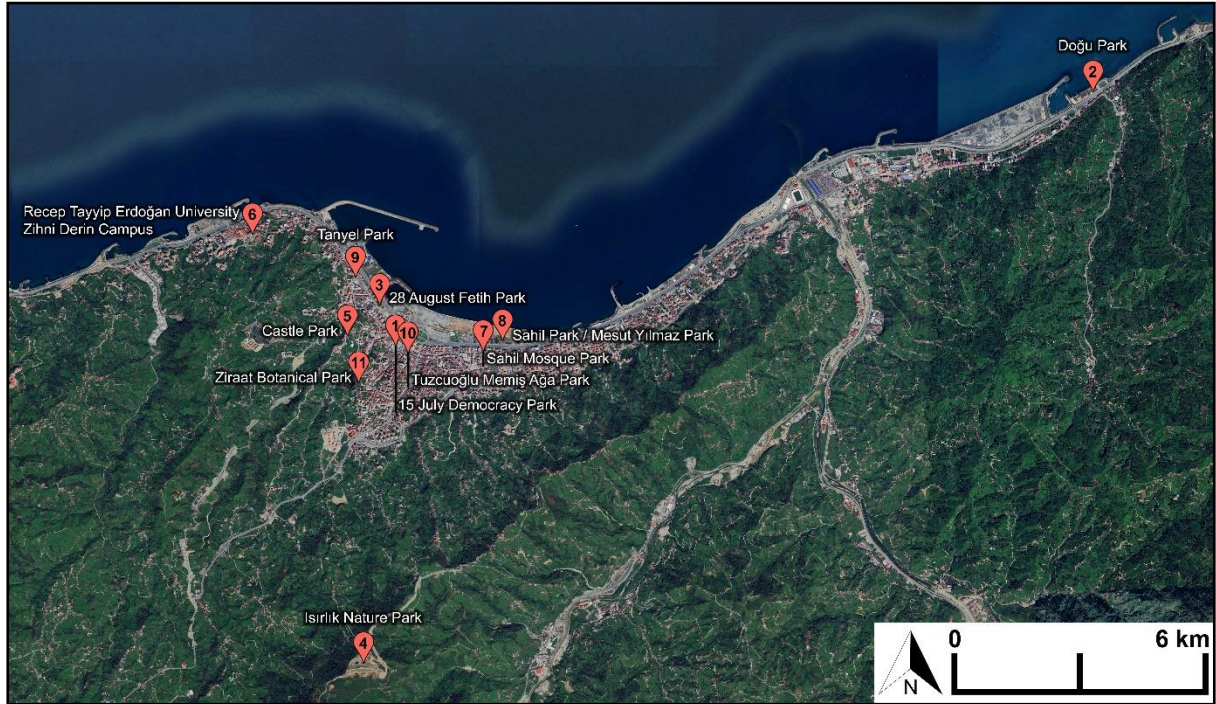 Doğu Park
2
Recep Tayyip Erdoğan University
Zihni Derin Campus
6
Tanyel Park
9
3
28 August Fetih Park
5
Castle Park
1
10
7
8
Sahil Park / Mesut Yılmaz Park
Sahil Mosque Park
11
Ziraat Botanical Park
Tuzcuoğlu Memiş Ağa Park
15 July Democracy Park
Isırlık Nature Park
4
N
0
6 km